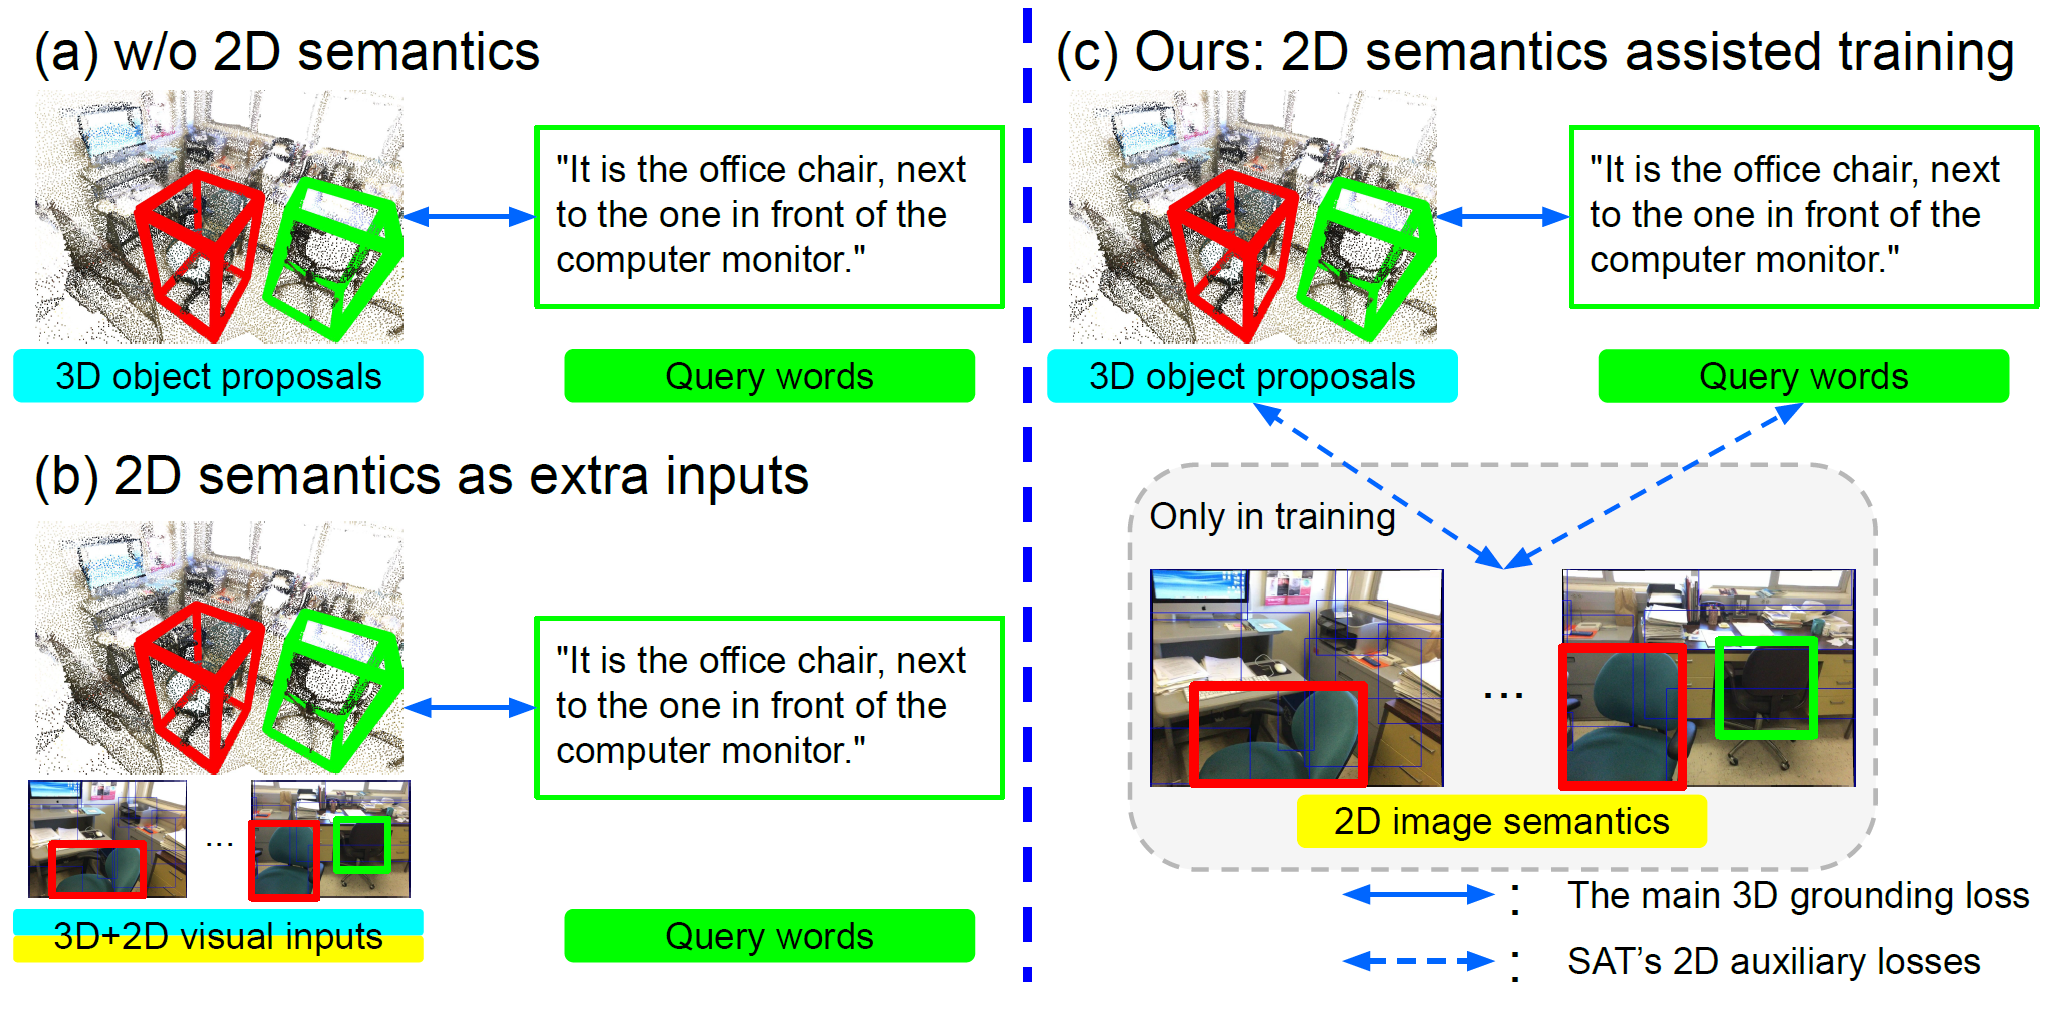 (a) w/o 2D semantics
"It is the office chair, next
to the one in front of the
computer monitor."
3D object proposals
Query words
(b) 2D semantics as extra inputs
"It is the office chair, next
to the one in front of the
computer monitor."
...
3D+2D visual inputs
Query words
(c) Ours: 2D semantics assisted training
"It is the office chair, next
to the one in front of the
computer monitor."
3D object proposals
Query words
Only in training
...
2D image semantics
: The main 3D grounding loss
: SAT's 2D auxiliary losses